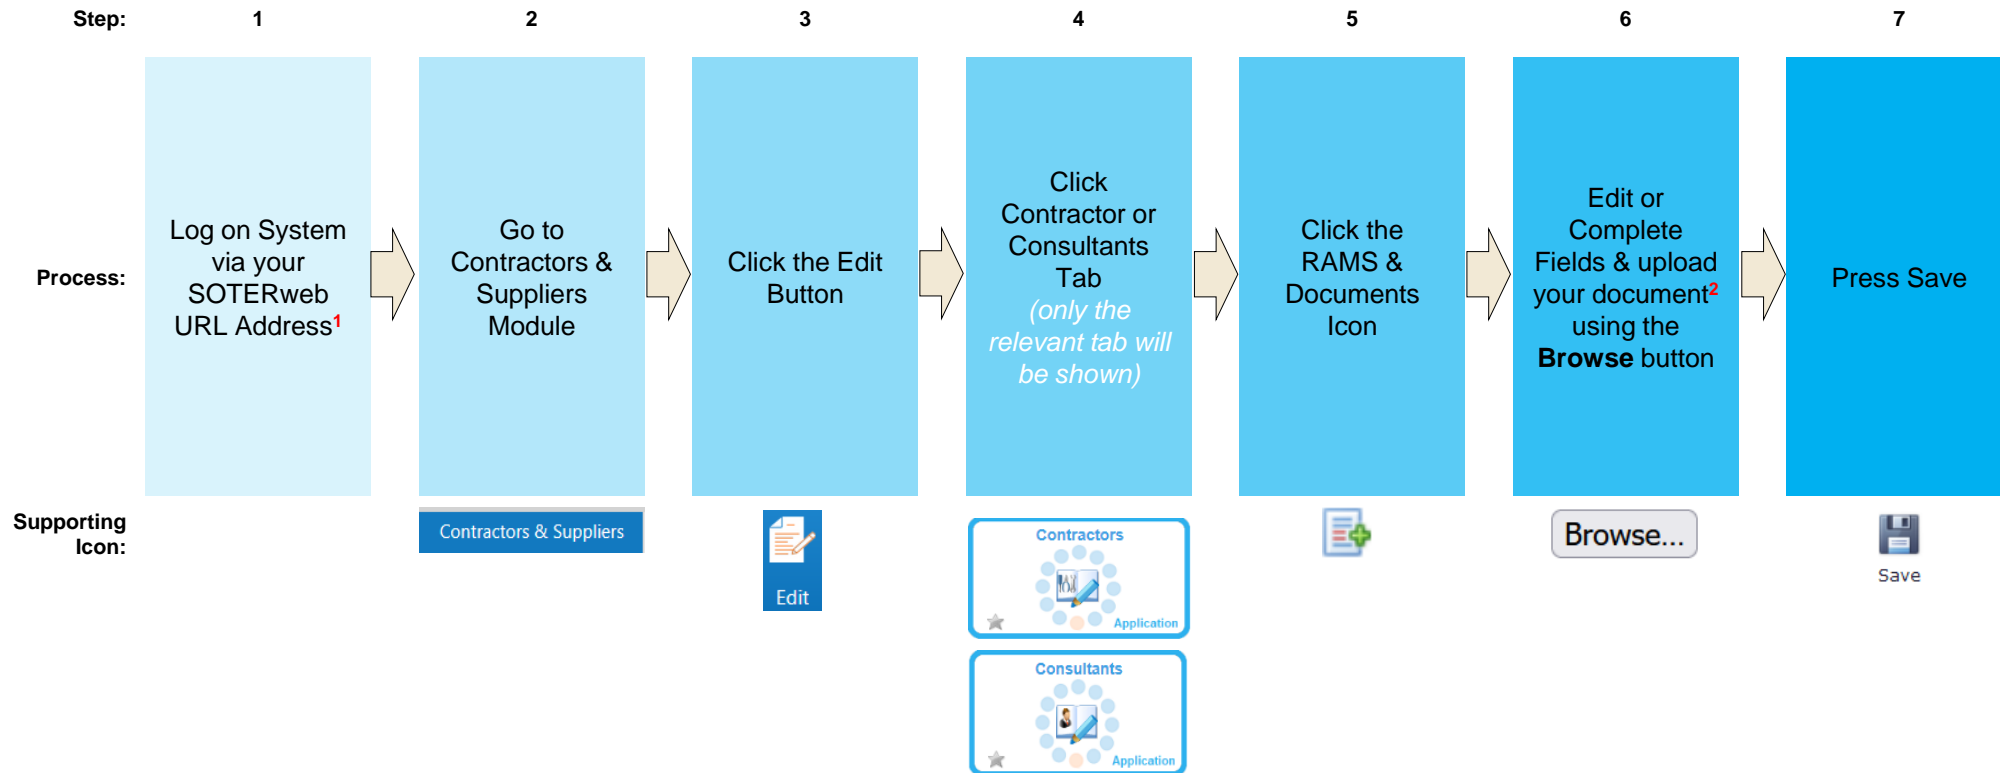 Step: 1 2 3 4 5 6 7
Process:
Log on System
via your
SOTERweb
URL Address1
Go to
Contractors &
Suppliers
Module
Click the Edit
Button
Click
Contractor or
Consultants
Tab
(only the
relevant tab will
be shown)
Click the
RAMS &
Documents
Icon
Edit or
Complete
Fields & upload
your document2
using the
Browse button
Press Save
Supporting
Icon:
Contractors & Suppliers
Edit
Contractors
Application
Consultants
Application
Browse...
Save